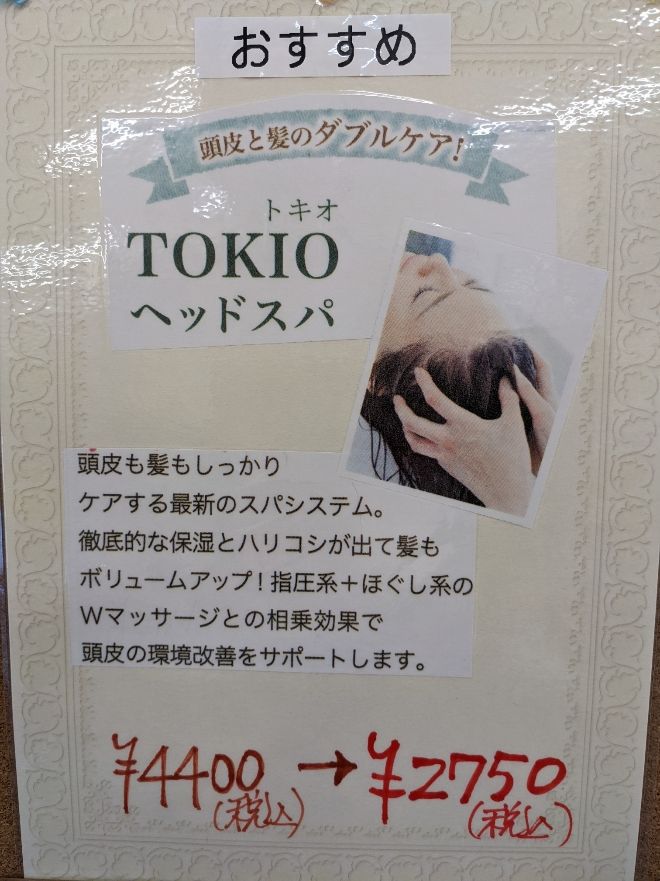 おすすめ
頭皮と髪のダブルケア!
トキオ
TOKIO
ヘッドスパ
頭皮も髪もしっかり
ケアする最新のスパシステム。
徹底的な保湿とハリコシが出て髪も
ボリュームアップ!指圧系+ほぐし系の
Wマッサージとの相乗効果で
頭皮の環境改善をサポートします。
¥4400 → ¥2750
(税込) (税込)